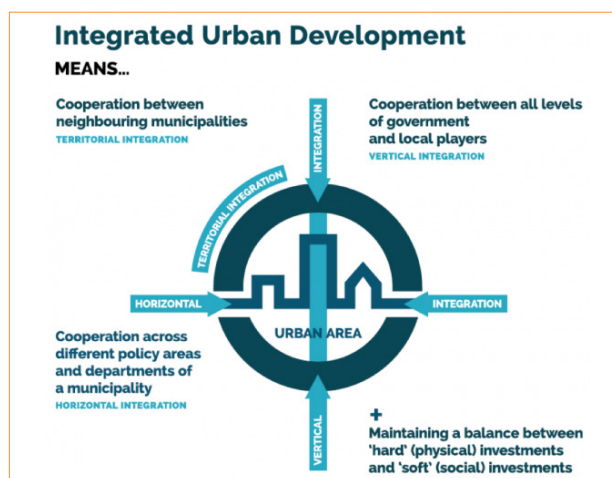 Integrated Urban Development
MEANS...
Cooperation between
neighbouring municipalities
TERRITORIAL INTEGRATION
Cooperation between all levels
of government
and local players
VERTICAL INTEGRATION
INTEGRATION
TERRITORIAL INTEGRATION
HORIZONTAL
INTEGRATION
URBAN AREA
Cooperation across
different policy areas
and departments of
a municipality
HORIZONTAL INTEGRATION
VERTICAL
+
Maintaining a balance between
'hard' (physical) investments
and 'soft' (social) investments